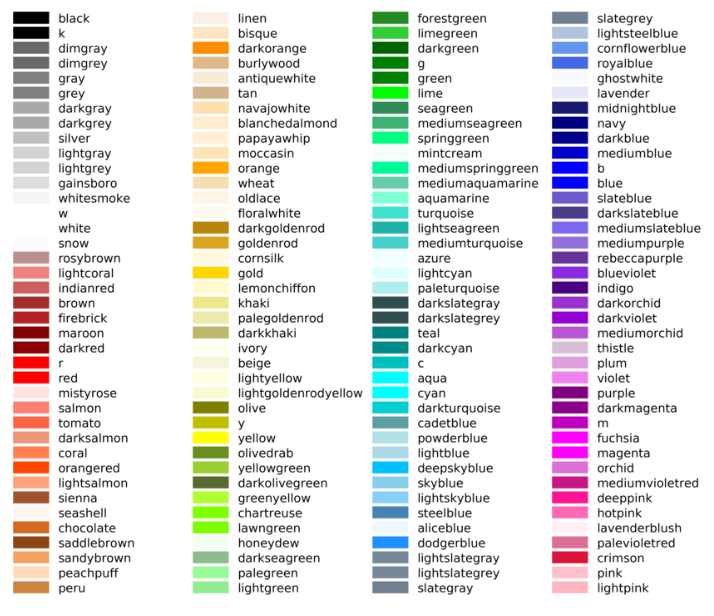 black
k
dimgray
dimgrey
gray
grey
darkgray
darkgrey
silver
lightgray
lightgrey
gainsboro
whitesmoke
w
white
snow
rosybrown
lightcoral
indianred
brown
firebrick
maroon
darkred
r
red
mistyrose
salmon
tomato
darksalmon
coral
orangered
lightsalmon
sienna
seashell
chocolate
saddlebrown
sandybrown
peachpuff
peru
linen
bisque
darkorange
burlywood
antiquewhite
tan
navajowhite
blanchedalmond
papayawhip
moccasin
orange
wheat
oldlace
floralwhite
darkgoldenrod
goldenrod
cornsilk
gold
lemonchiffon
khaki
palegoldenrod
darkkhaki
ivory
beige
lightyellow
lightgoldenrodyellow
olive
y
yellow
olivedrab
yellowgreen
darkolivegreen
greenyellow
chartreuse
lawngreen
honeydew
darkseagreen
palegreen
lightgreen
forestgreen
limegreen
darkgreen
g
green
lime
seagreen
mediumseagreen
springgreen
mintcream
mediumspringgreen
mediumaquamarine
aquamarine
turquoise
lightseagreen
mediumturquoise
azure
lightcyan
paleturquoise
darkslategray
darkslategrey
teal
darkcyan
c
aqua
cyan
darkturquoise
cadetblue
powderblue
lightblue
deepskyblue
skyblue
lightskyblue
steelblue
aliceblue
dodgerblue
lightslategray
lightslategrey
slategray
slategrey
lightsteelblue
cornflowerblue
royalblue
ghostwhite
lavender
midnightblue
navy
darkblue
mediumblue
b
blue
slateblue
darkslateblue
mediumslateblue
mediumpurple
rebeccapurple
blueviolet
indigo
darkorchid
darkviolet
mediumorchid
thistle
plum
violet
purple
darkmagenta
m
fuchsia
magenta
orchid
mediumvioletred
deeppink
hotpink
lavenderblush
palevioletred
crimson
pink
lightpink